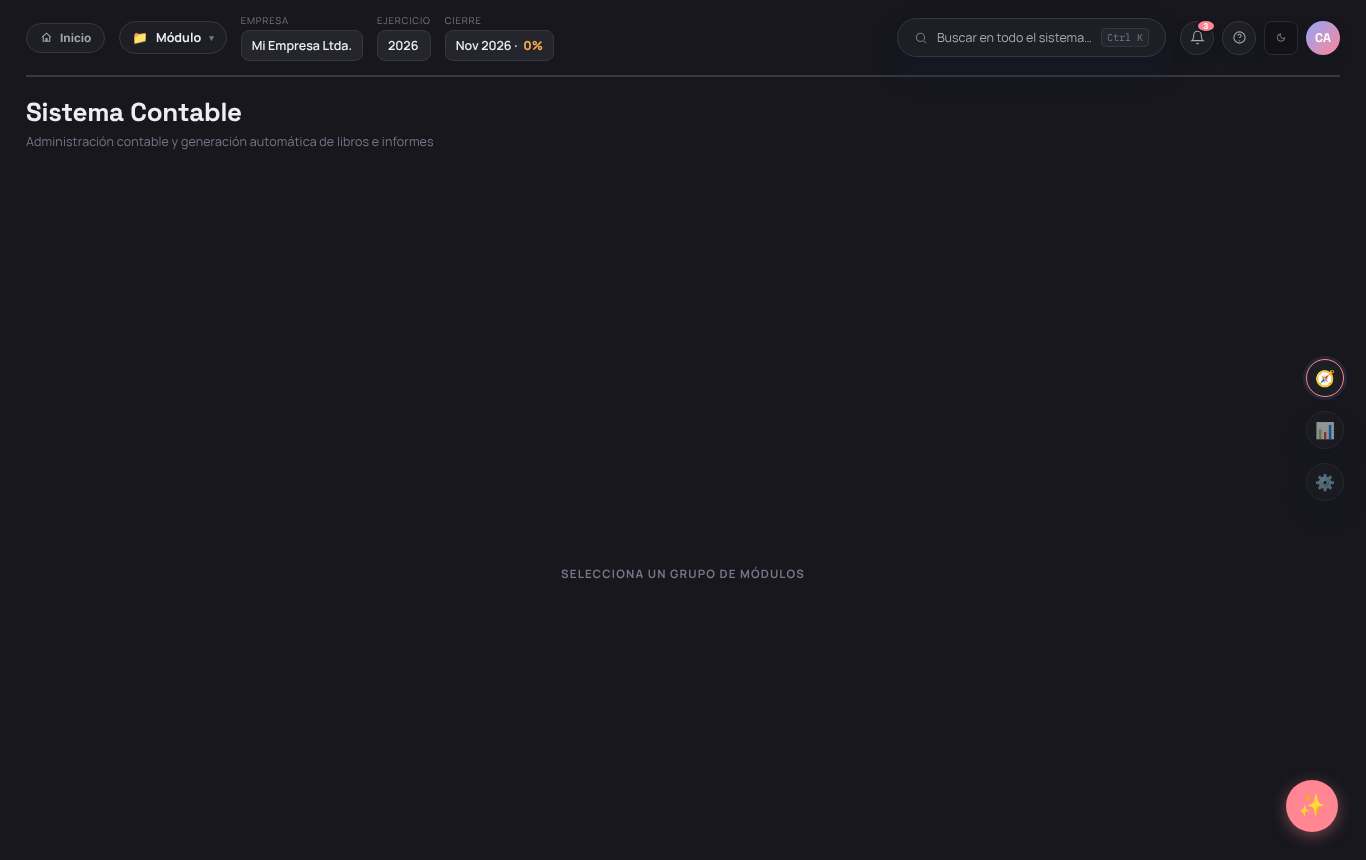 Inicio
Módulo
EMPRESA
Mi Empresa Ltda.
EJERCICIO
2026
CIERRE
Nov 2026 · 0%
Buscar en todo el sistema...
Ctrl K
3
CA
Sistema Contable
Administración contable y generación automática de libros e informes
SELECCIONA UN GRUPO DE MÓDULOS